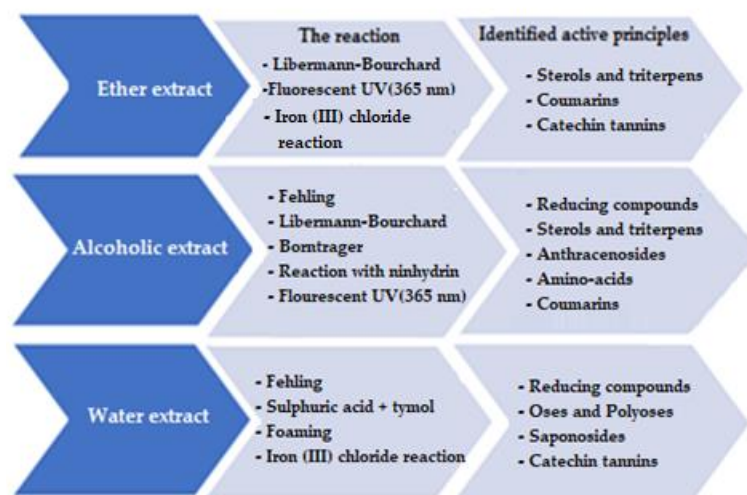 The reaction
Identified active principles
Ether extract
- Libermann-Bourchard
-Fluorescent UV(365 nm)
- Iron (III) chloride
reaction
- Sterols and triterpens
- Coumarins
- Catechin tannins
Alcoholic extract
- Fehling
- Libermann-Bourchard
- Borntrager
- Reaction with ninhydrin
- Flourescent UV(365 nm)
- Reducing compounds
- Sterols and triterpens
- Anthracenosides
- Amino-acids
- Coumarins
Water extract
- Fehling
- Sulphuric acid + tymol
- Foaming
- Iron (III) chloride reaction
- Reducing compounds
- Oses and Polyoses
- Saponosides
- Catechin tannins